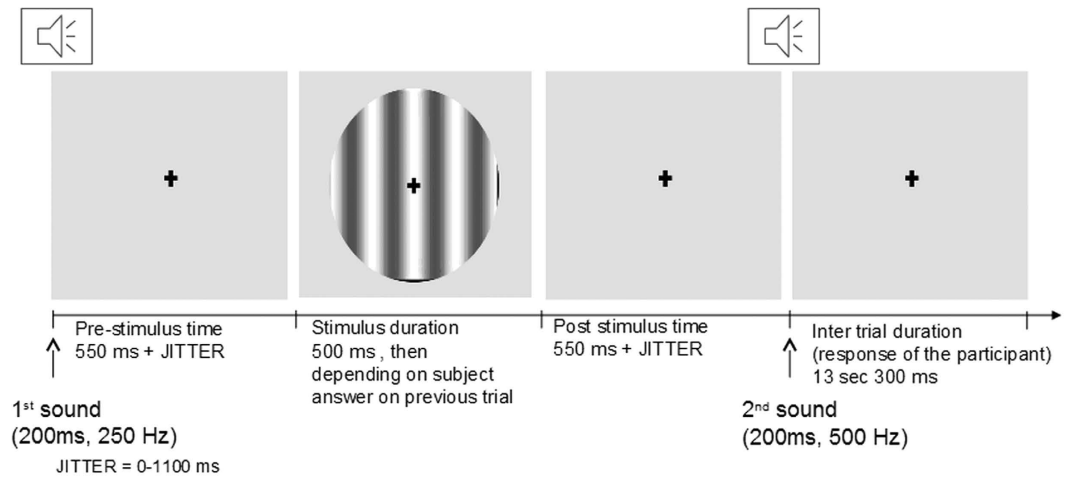 Pre-stimulus time
550 ms + JITTER
Stimulus duration
500 ms , then
depending on subject
answer on previous trial
Post stimulus time
550 ms + JITTER
Inter trial duration
(response of the participant)
13 sec 300 ms
1st sound
(200ms, 250 Hz)
JITTER = 0-1100 ms
2nd sound
(200ms, 500 Hz)